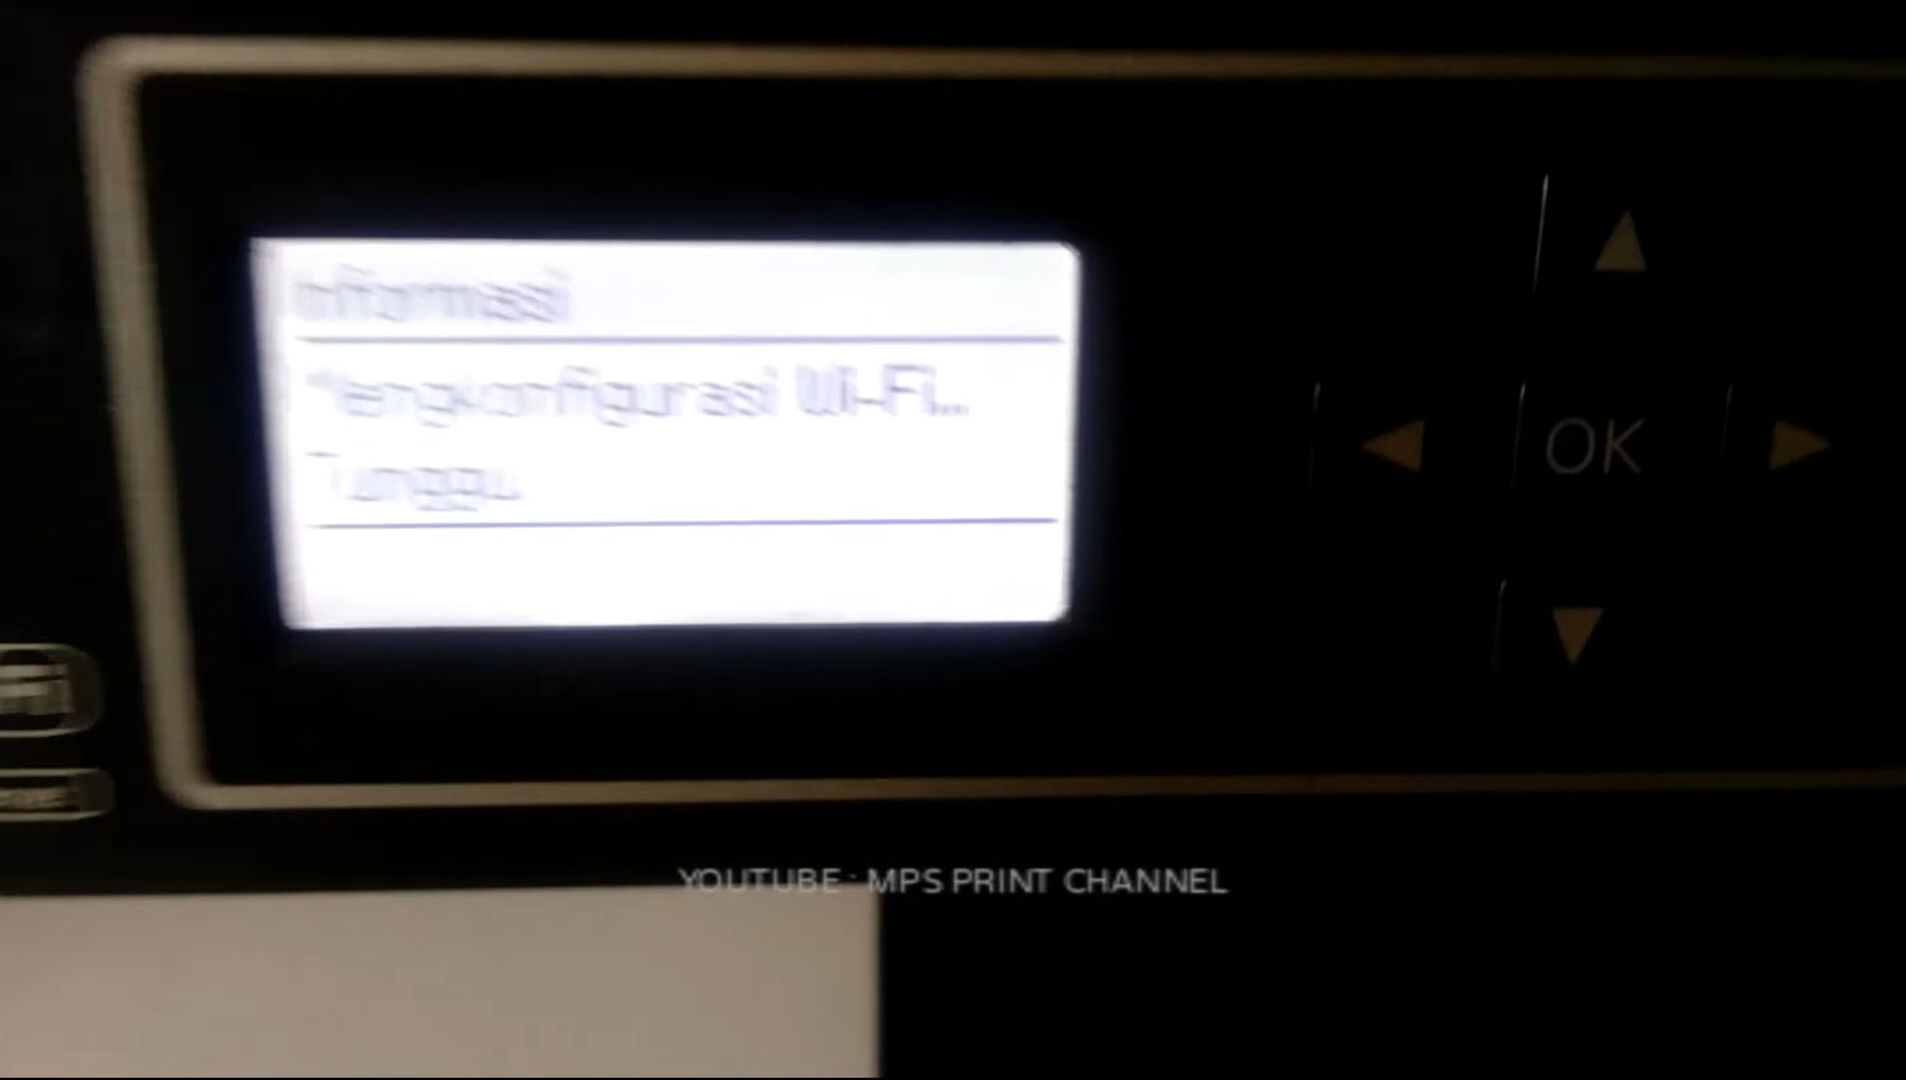 Informasi
Mengkonfigurasi Wi-Fi...
Tunggu
OK
YOUTUBE : MPS PRINT CHANNEL